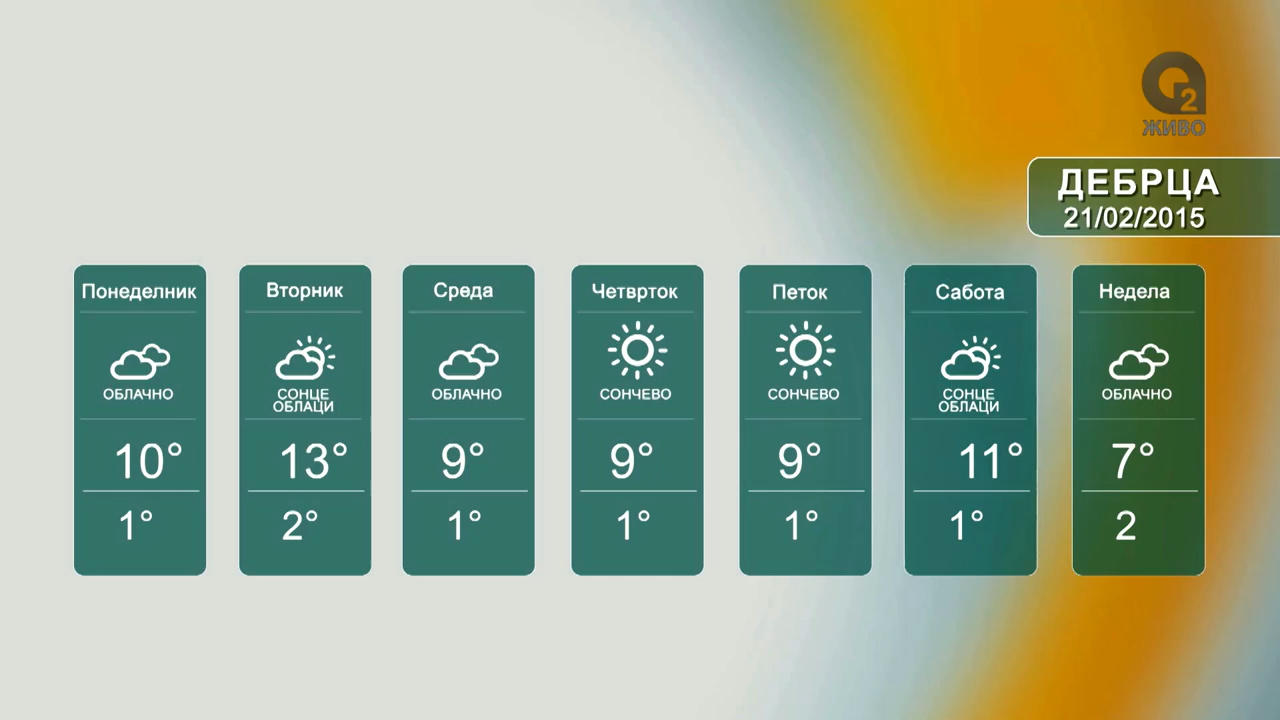 2
ЖИВО
ДЕБРЦА
21/02/2015
Понеделник
ОБЛАЧНО
10°
1°
Вторник
СОНЦЕ
ОБЛАЦИ
13°
2°
Среда
ОБЛАЧНО
9°
1°
Четврток
СОНЧЕВО
9°
1°
Петок
СОНЧЕВО
9°
1°
Сабота
СОНЦЕ
ОБЛАЦИ
11°
1°
Недела
ОБЛАЧНО
7°
2